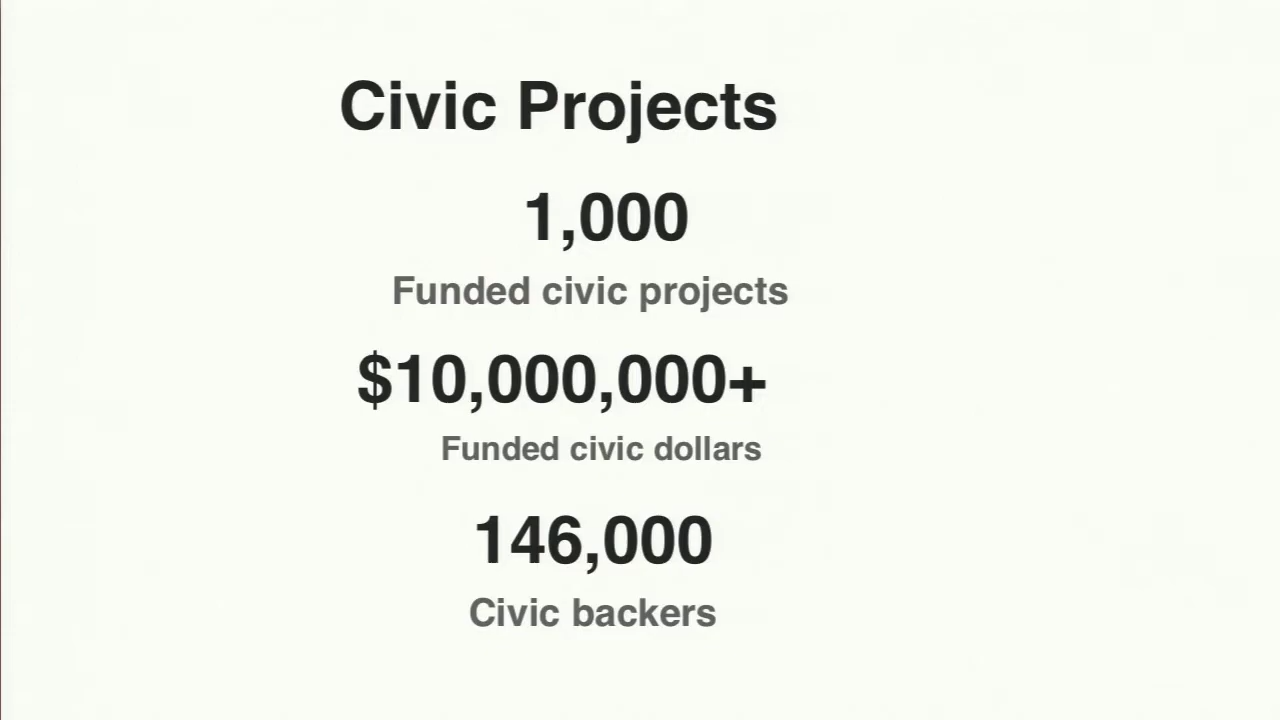 Civic Projects
1,000
Funded civic projects
$10,000,000+
Funded civic dollars
146,000
Civic backers